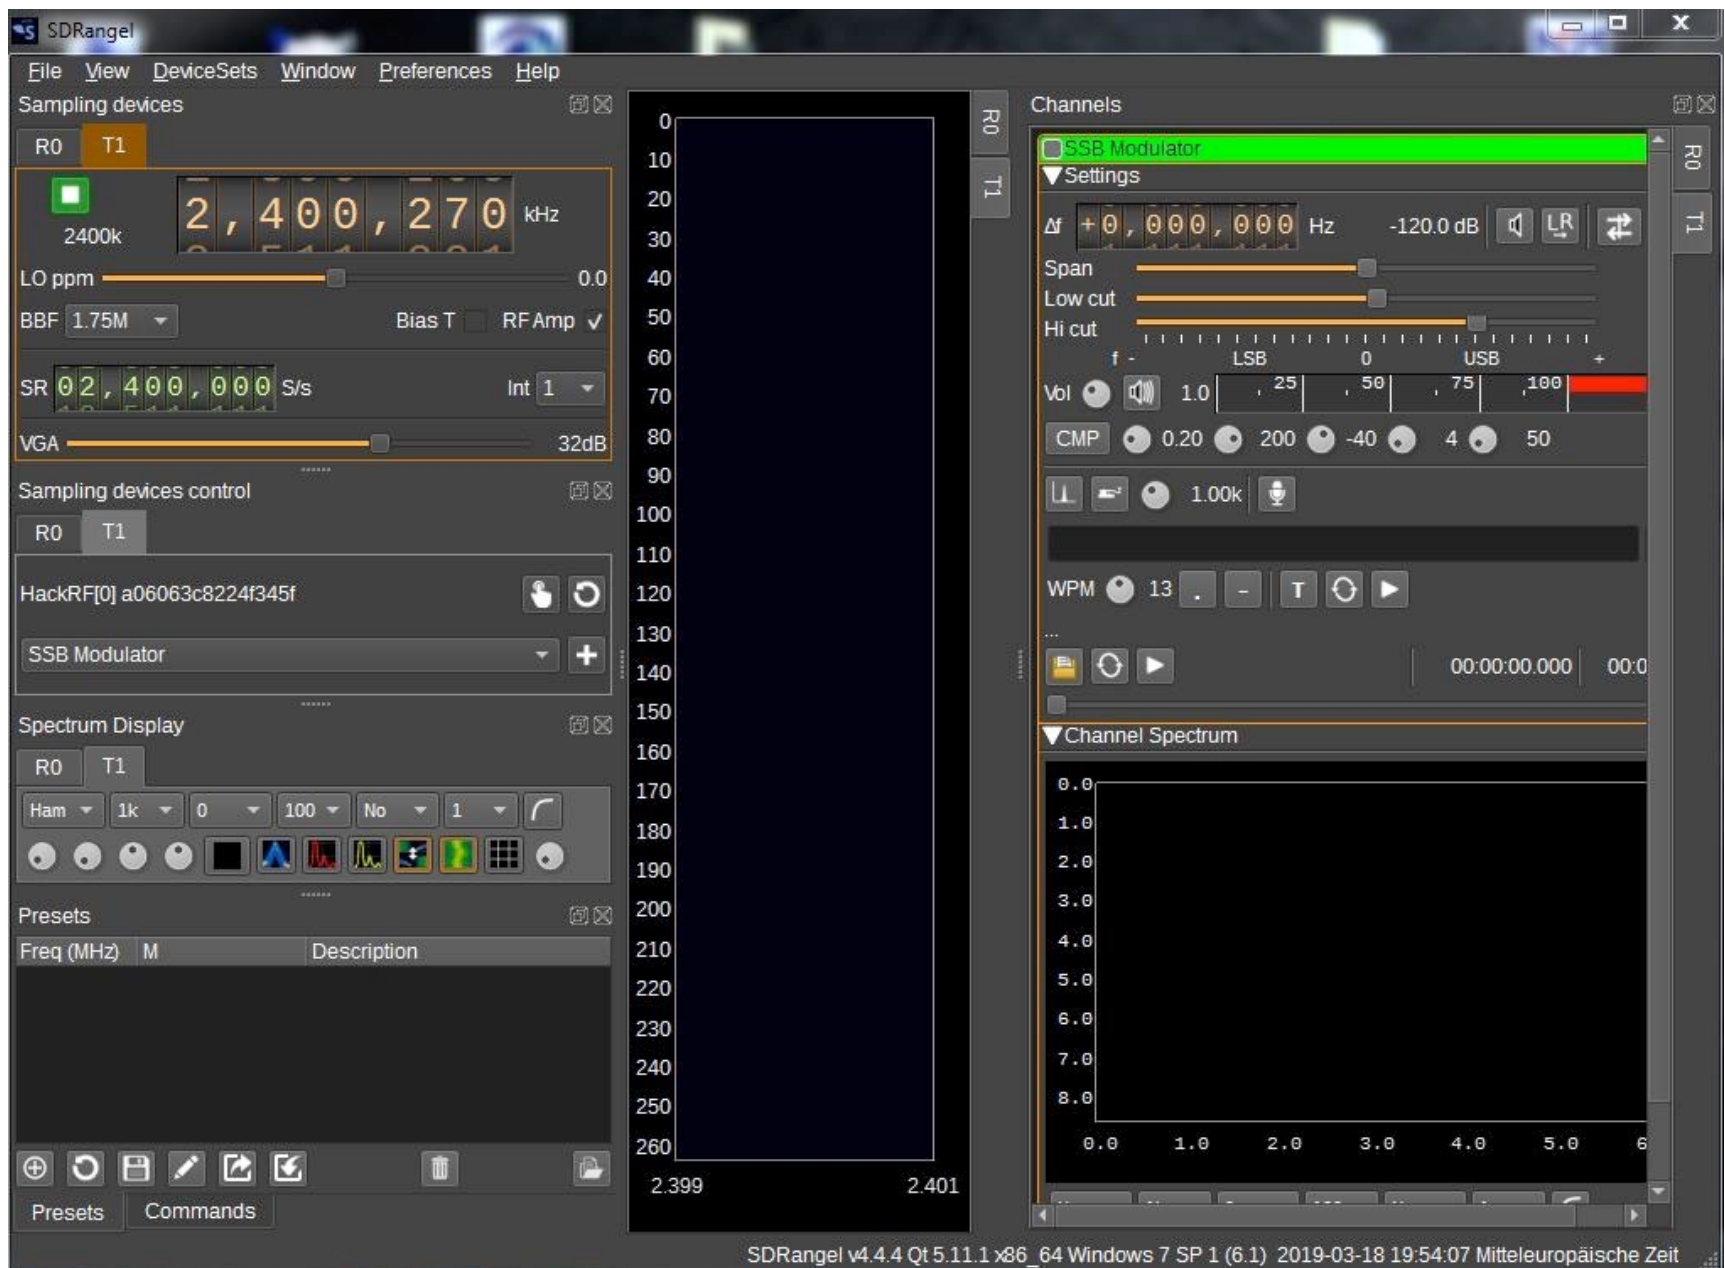 SDRangel
File View DeviceSets Window Preferences Help
Sampling devices
R0 T1
2400k
2,400,270 kHz
LO ppm 0.0
BBF 1.75M Bias T RF Amp
SR 02,400,000 S/s Int 1
VGA 32dB
Sampling devices control
R0 T1
HackRF[0] a06063c8224f345f
SSB Modulator
Spectrum Display
R0 T1
Ham 1k 0 100 No 1
Presets
Freq (MHz) M Description
Presets Commands
0
10
20
30
40
50
60
70
80
90
100
110
120
130
140
150
160
170
180
190
200
210
220
230
240
250
260
2.399 2.401
R0
T1
Channels
R0
T1
SSB Modulator
Settings
Δf +0,000,000 Hz -120.0 dB LR
Span
Low cut
Hi cut
f - LSB 0 USB +
Vol 1.0 25 50 75 100
CMP 0.20 200 -40 4 50
1.00k
WPM 13 . - T
...
00:00:00.000 00:0
Channel Spectrum
0.0
1.0
2.0
3.0
4.0
5.0
6.0
7.0
8.0
0.0 1.0 2.0 3.0 4.0 5.0 6
SDRangel v4.4.4 Qt 5.11.1 x86_64 Windows 7 SP 1 (6.1) 2019-03-18 19:54:07 Mitteleuropäische Zeit